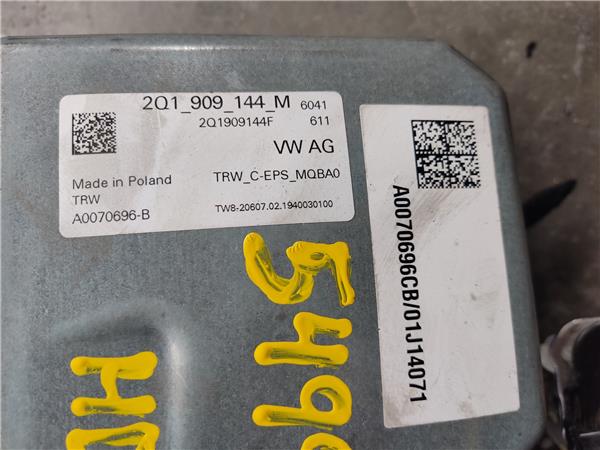 2Q1_909_144_M 6041
2Q1909144F 611
VW AG
Made in Poland TRW_C-EPS_MQBA0
TRW
A0070696-B TW8-20607.02.1940030100
A0070696CB/01J14071
549
H